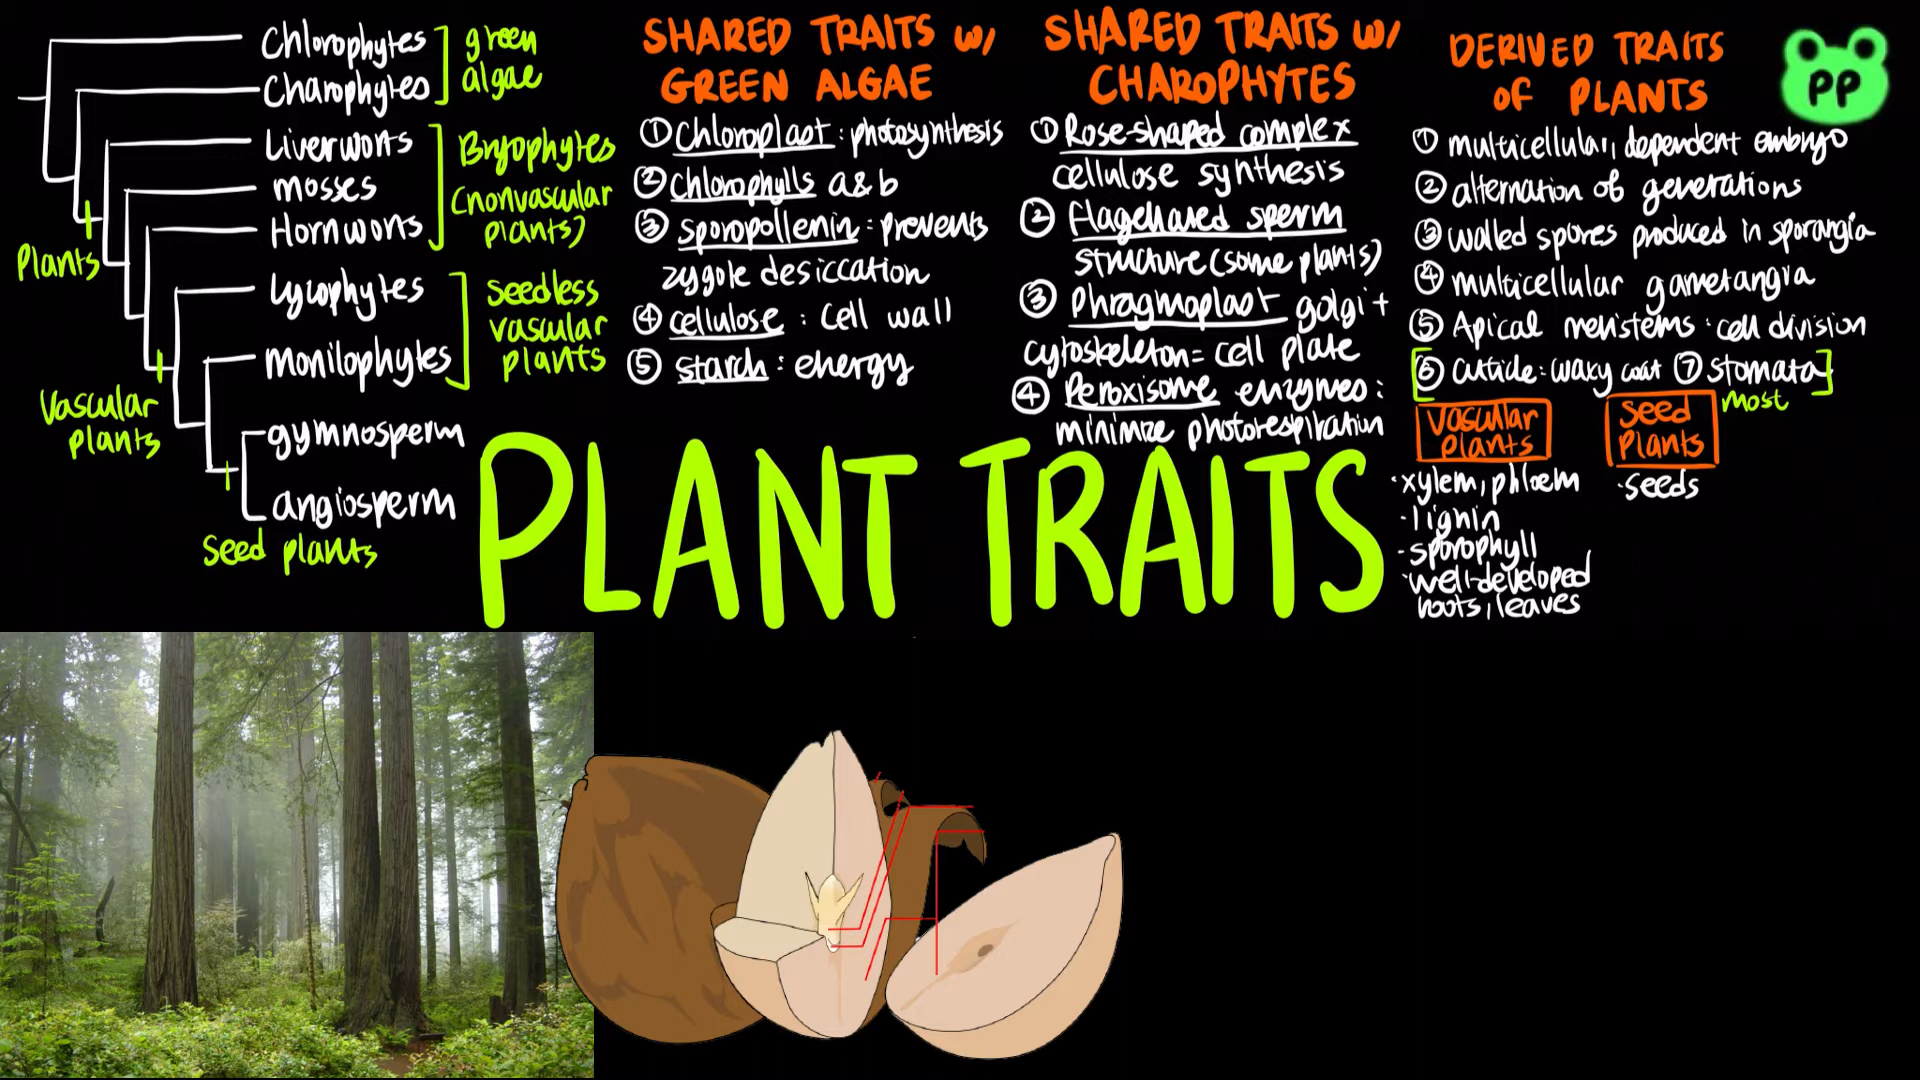 Chlorophytes
Charophytes
green
algae
Liverworts
mosses
Hornworts
Bryophytes
(nonvascular
plants)
Plants
Lycophytes
monilophytes
seedless
vascular
plants
Vascular
plants
gymnosperm
angiosperm
Seed plants
SHARED TRAITS w/
GREEN ALGAE
① Chloroplast : photosynthesis
② Chlorophylls a & b
③ sporopollenin : prevents
zygote desiccation
④ cellulose : cell wall
⑤ starch : energy
SHARED TRAITS w/
CHAROPHYTES
① Rose-shaped complex
cellulose synthesis
② flagellated sperm
structure (some plants)
③ Phragmoplast golgi +
cytoskeleton = cell plate
④ Peroxisome enzymes :
minimize photorespiration
DERIVED TRAITS
of PLANTS
PP
① multicellular, dependent embryo
② alternation of generations
③ walled spores produced in sporangia
④ multicellular gametangia
⑤ Apical meristems : cell division
[⑥ cuticle : waxy coat ⑦ stomata]
most
vascular
plants
·xylem, phloem
·lignin
·sporophyll
·well-developed
roots, leaves
seed
plants
·seeds
PLANT TRAITS